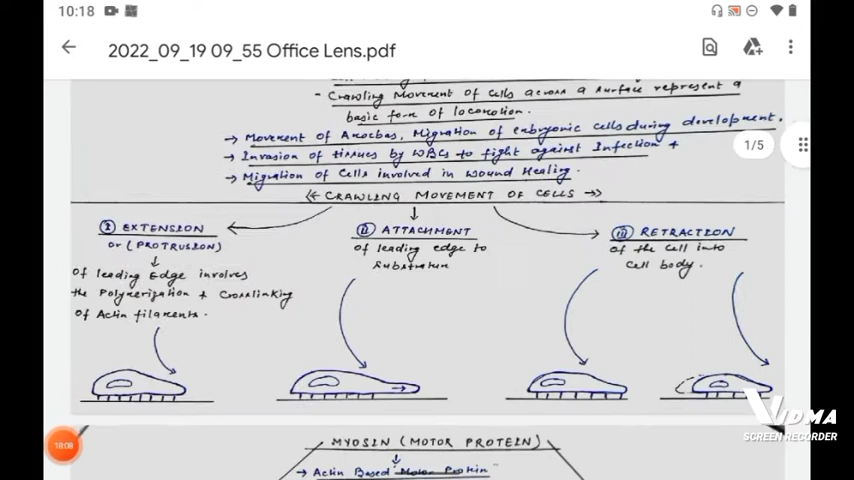 10:18
2022_09_19 09_55 Office Lens.pdf
- Crawling Movement of Cells across a surface represent a
basic form of locomotion.
→ Movement of Amoebas, Migration of embryonic cells during development.
→ Invasion of tissues by WBCs to fight against Infection +
→ Migration of Cells involved in Wound Healing.
1/5
<← CRAWLING MOVEMENT OF CELLS →>
I EXTENSION
or (PROTRUSION)
of leading Edge involves
the Polymerization + Crosslinking
of Actin filaments.
II ATTACHMENT
of leading edge to
Substratum
III RETRACTION
of the cell into
Cell body.
VIDMA
SCREEN RECORDER
18:08
MYOSIN (MOTOR PROTEIN)
→ Actin Based Motor Protein